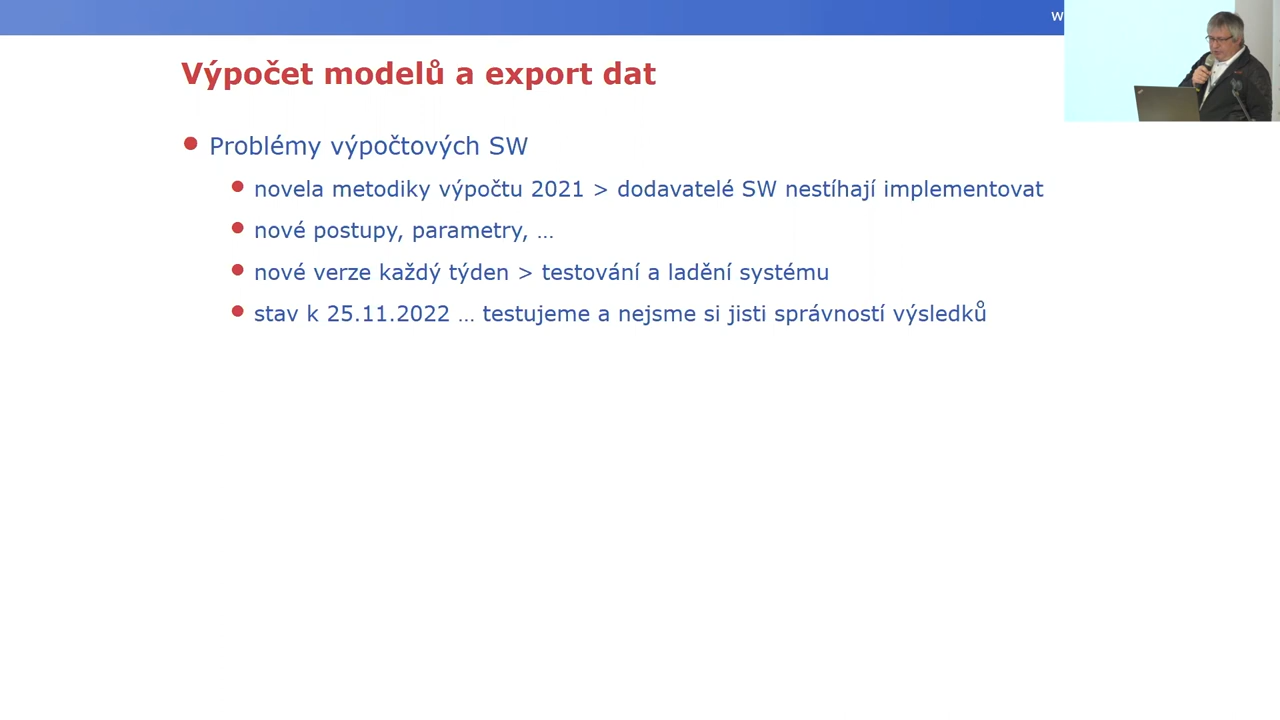 w
Výpočet modelů a export dat
Problémy výpočtových SW
novela metodiky výpočtu 2021 > dodavatelé SW nestíhají implementovat
nové postupy, parametry, …
nové verze každý týden > testování a ladění systému
stav k 25.11.2022 … testujeme a nejsme si jisti správností výsledků